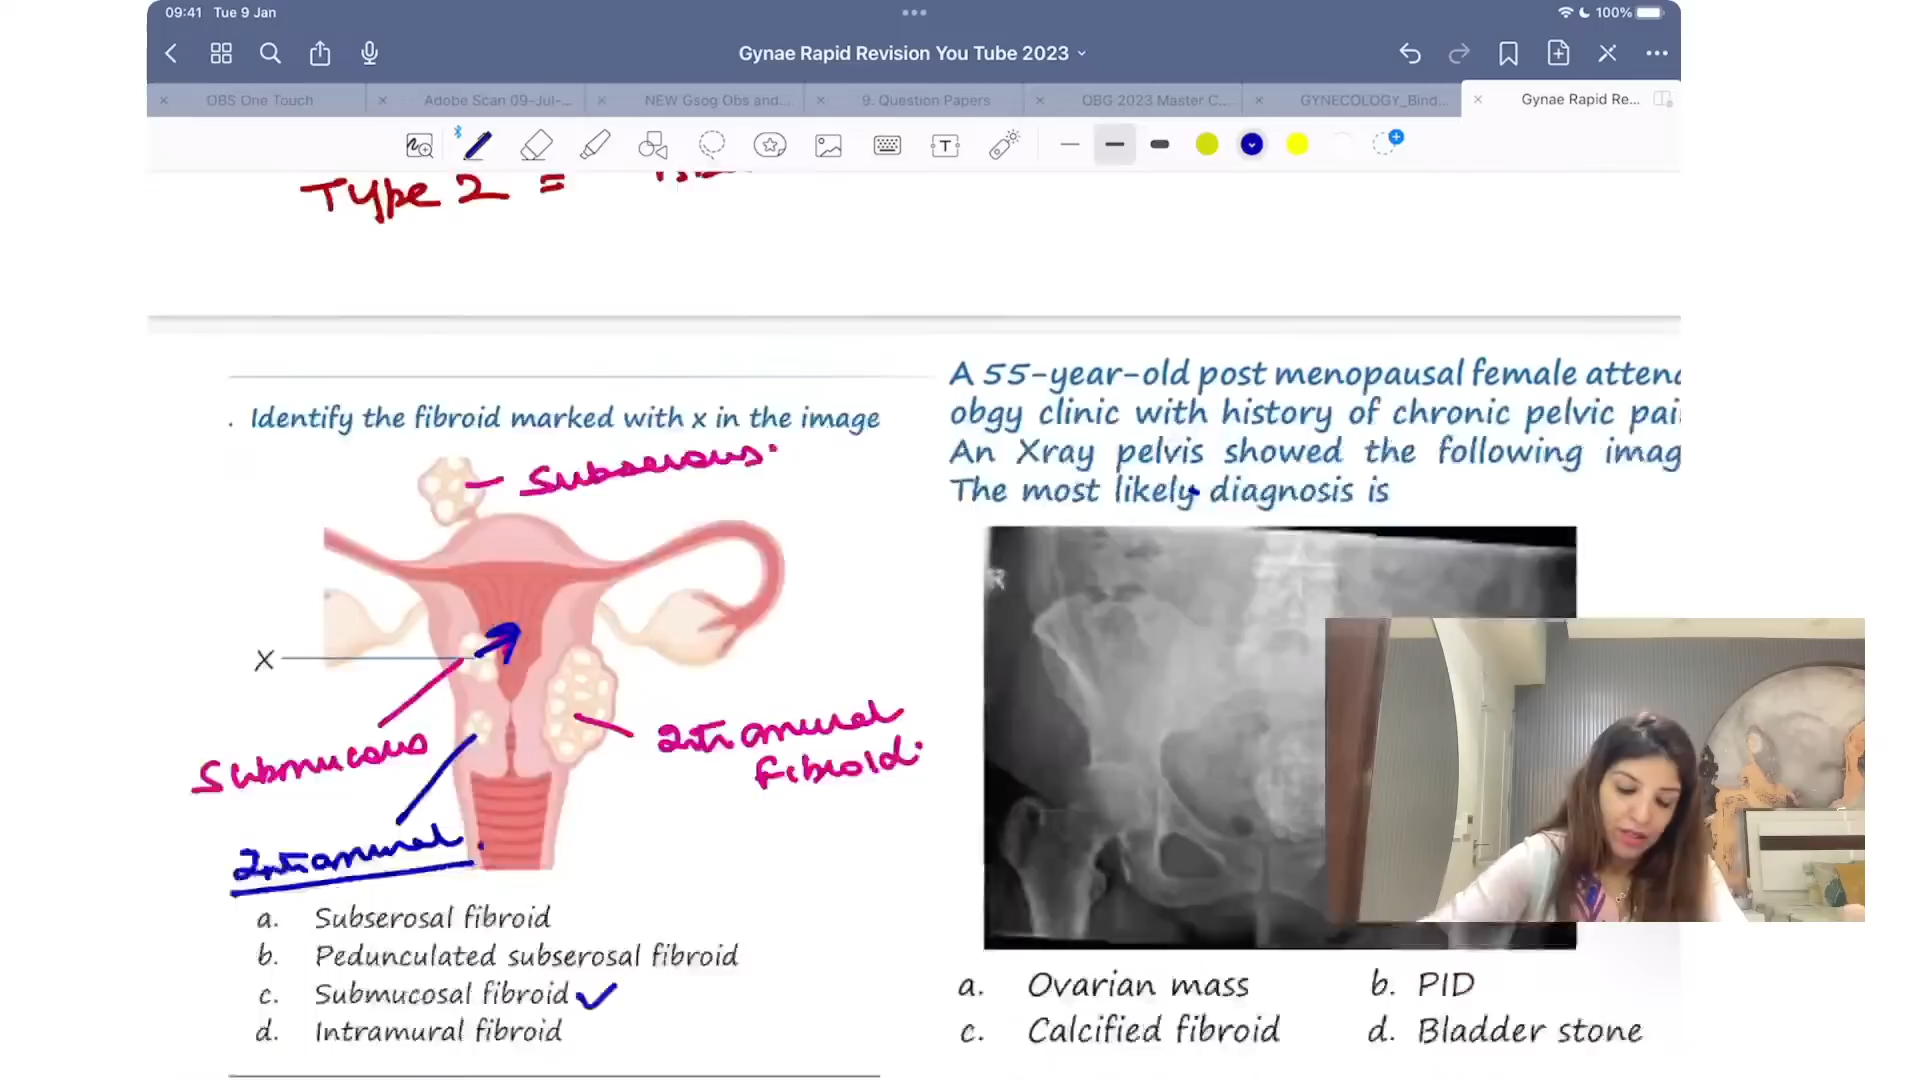 09:41 Tue 9 Jan
100%
Gynae Rapid Revision You Tube 2023
OBS One Touch
Adobe Scan 09-Jul-...
NEW Gsog Obs and...
9. Question Papers
OBG 2023 Master C...
GYNECOLOGY_Bind...
Gynae Rapid Re...
Type 2 =
. Identify the fibroid marked with x in the image
Subserous.
X
Submucous
Intramural
fibroid.
Intramural.
a. Subserosal fibroid
b. Pedunculated subserosal fibroid
c. Submucosal fibroid
d. Intramural fibroid
A 55-year-old post menopausal female attend
obgy clinic with history of chronic pelvic pai
An Xray pelvis showed the following imag
The most likely diagnosis is
R
a. Ovarian mass b. PID
c. Calcified fibroid d. Bladder stone